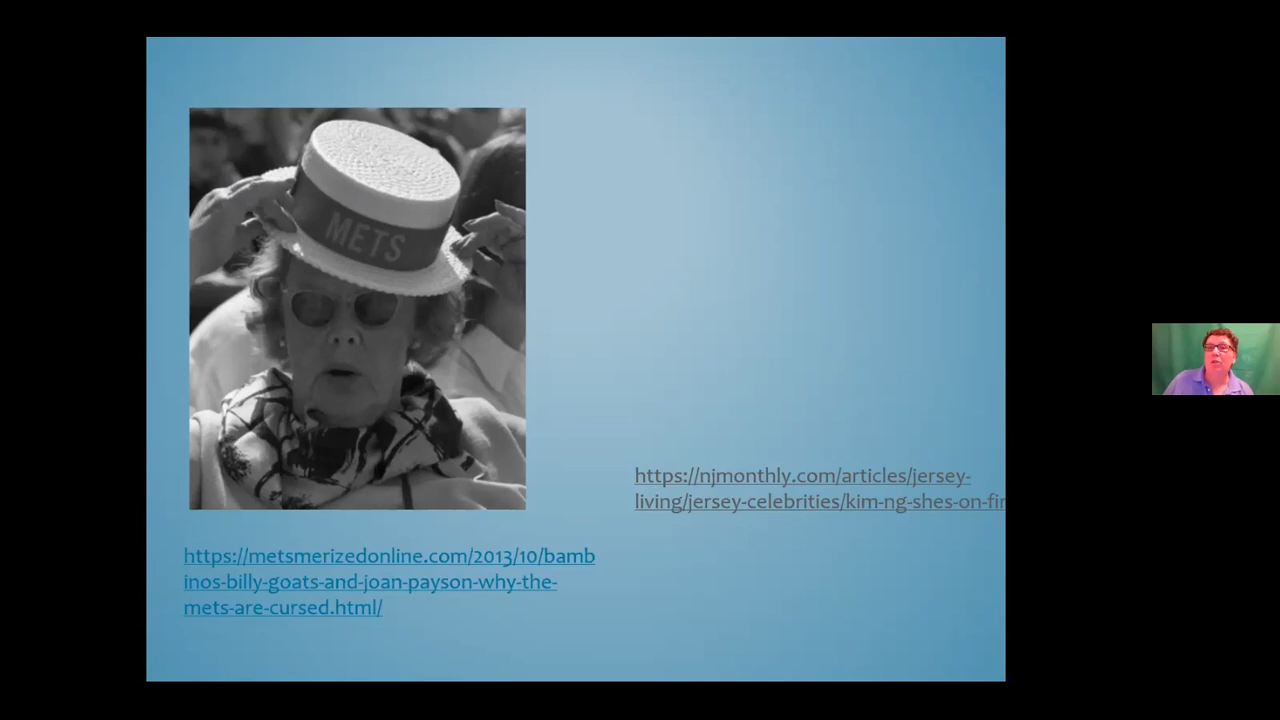 METS
https://njmonthly.com/articles/jersey-
living/jersey-celebrities/kim-ng-shes-on-fir
https://metsmerizedonline.com/2013/10/bamb
inos-billy-goats-and-joan-payson-why-the-
mets-are-cursed.html/